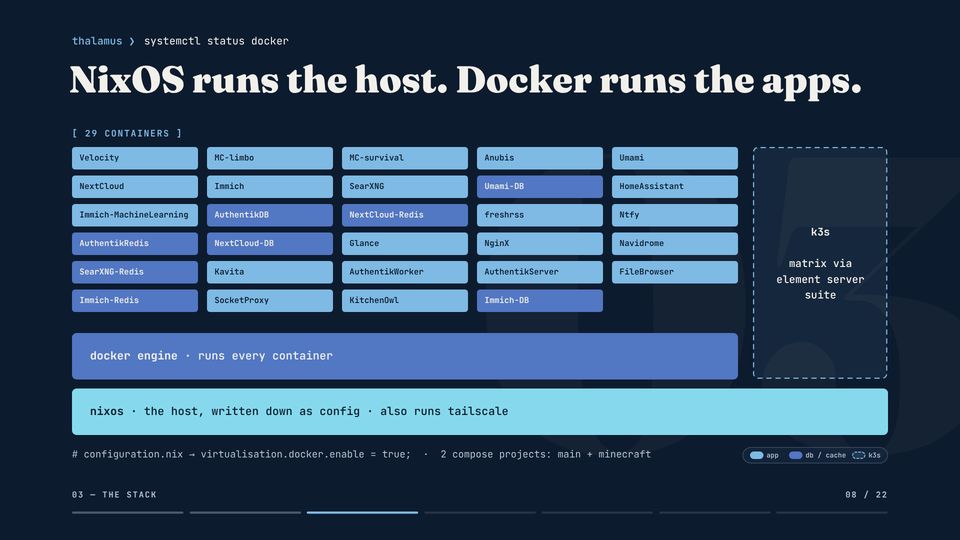 thalamus ❯ systemctl status docker
NixOS runs the host. Docker runs the apps.
[ 29 CONTAINERS ]
Velocity
MC-limbo
MC-survival
Anubis
Umami
NextCloud
Immich
SearXNG
Umami-DB
HomeAssistant
Immich-MachineLearning
AuthentikDB
NextCloud-Redis
freshrss
Ntfy
AuthentikRedis
NextCloud-DB
Glance
NginX
Navidrome
SearXNG-Redis
Kavita
AuthentikWorker
AuthentikServer
FileBrowser
Immich-Redis
SocketProxy
KitchenOwl
Immich-DB
k3s
matrix via
element server
suite
docker engine · runs every container
nixos · the host, written down as config · also runs tailscale
# configuration.nix → virtualisation.docker.enable = true; · 2 compose projects: main + minecraft
app
db / cache
k3s
03 — THE STACK
08 / 22
03